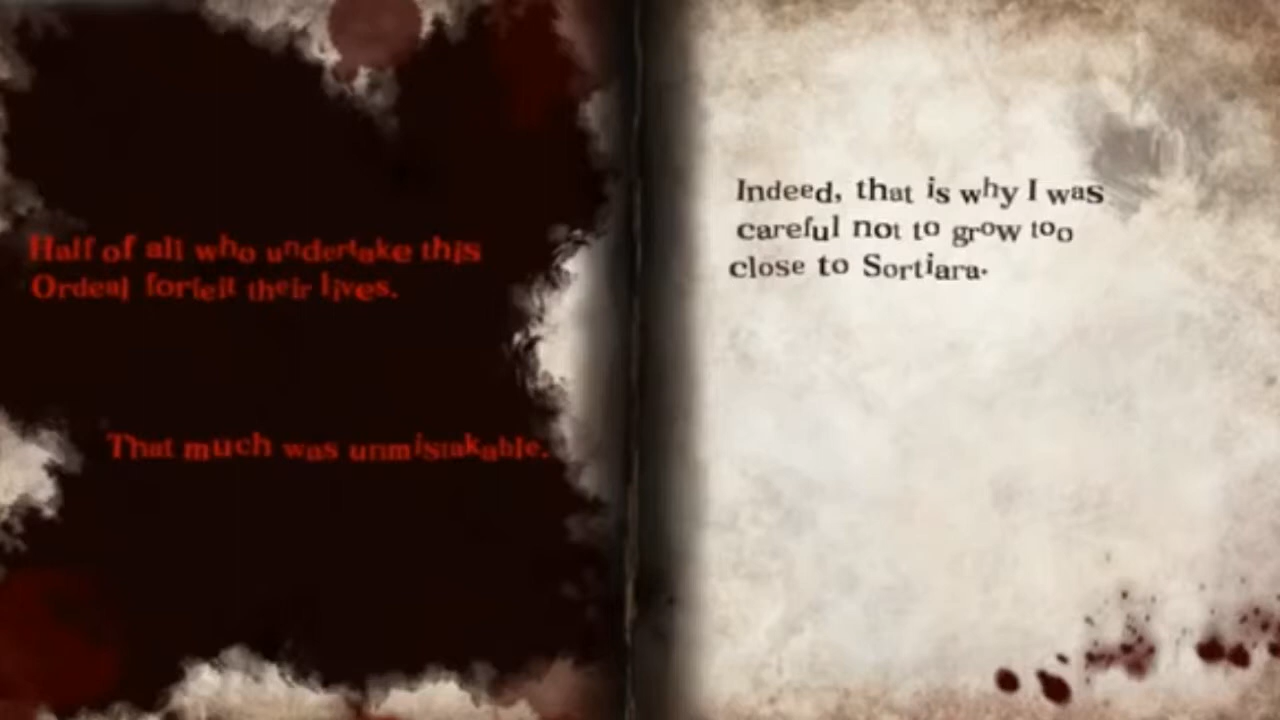 Half of all who undertake this
Ordeal forfeit their lives.
That much was unmistakable.
Indeed, that is why I was
careful not to grow too
close to Sortiara.